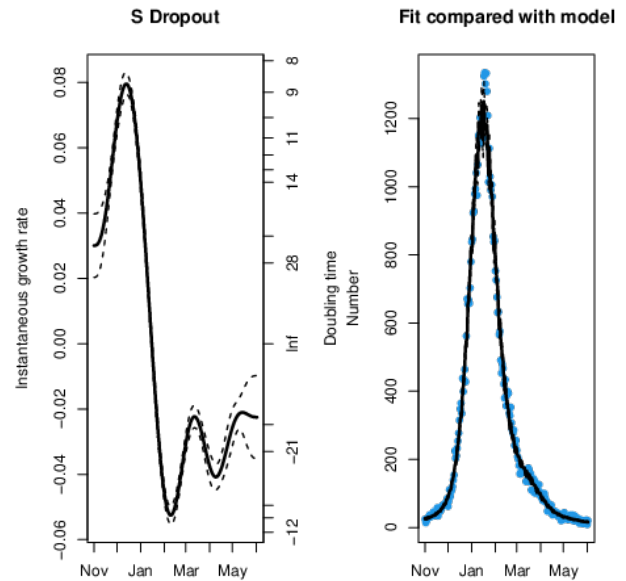 S Dropout
Instantaneous growth rate
0.08
0.06
0.04
0.02
0.00
−0.02
−0.04
−0.06
8
9
11
14
28
Inf
−21
−12
Doubling time
Nov Jan Mar May
Fit compared with model
Number
1200
1000
800
600
400
200
0
Nov Jan Mar May